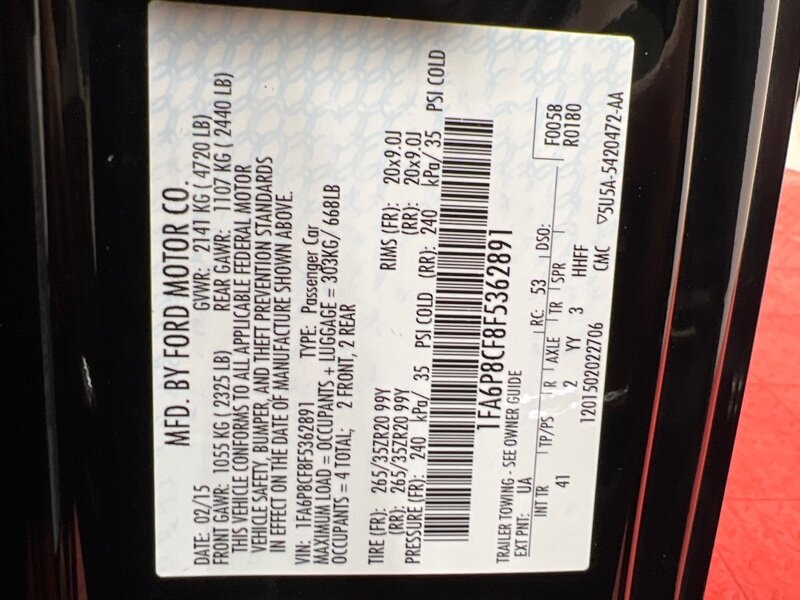 MFD. BY FORD MOTOR CO.
DATE: 02/15 GVWR: 2141 KG ( 4720 LB)
FRONT GAWR: 1055 KG ( 2325 LB) REAR GAWR: 1107 KG ( 2440 LB)
THIS VEHICLE CONFORMS TO ALL APPLICABLE FEDERAL MOTOR
VEHICLE SAFETY, BUMPER, AND THEFT PREVENTION STANDARDS
IN EFFECT ON THE DATE OF MANUFACTURE SHOWN ABOVE.
VIN: 1FA6P8CF8F5362891 TYPE: Passenger Car
MAXIMUM LOAD = OCCUPANTS + LUGGAGE = 303KG/ 668LB
OCCUPANTS = 4 TOTAL; 2 FRONT, 2 REAR
TIRE (FR): 265/35ZR20 99Y RIMS (FR): 20x9.0J
(RR): 265/35ZR20 99Y (RR): 20x9.0J
PRESSURE (FR): 240 kPa/ 35 PSI COLD (RR): 240 kPa/ 35 PSI COLD
1FA6P8CF8F5362891
TRAILER TOWING - SEE OWNER GUIDE F0058
EXT PNT: UA RC: 53 DSO: R0180
INT TR TP/PS R AXLE TR SPR
41 2 YY 3 HHFF
1201502022706 CMC ▽5U5A-5420472-AA